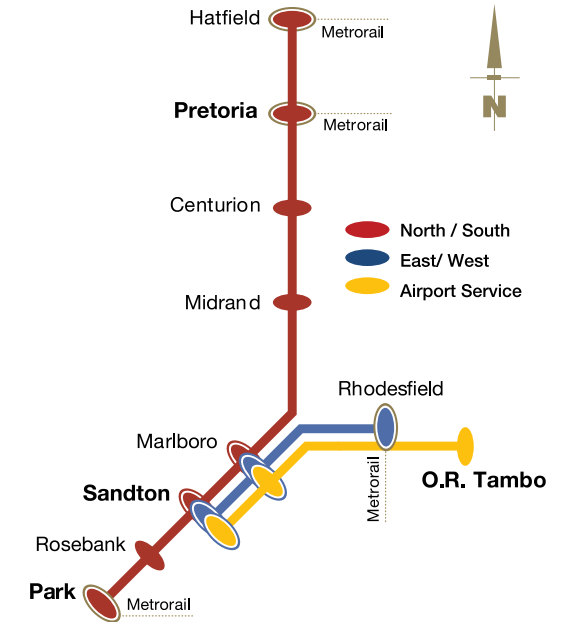 Hatfield
Metrorail
Pretoria
Metrorail
N
Centurion
North / South
East/ West
Airport Service
Midrand
Rhodesfield
Marlboro
O.R. Tambo
Sandton
Metrorail
Rosebank
Park
Metrorail